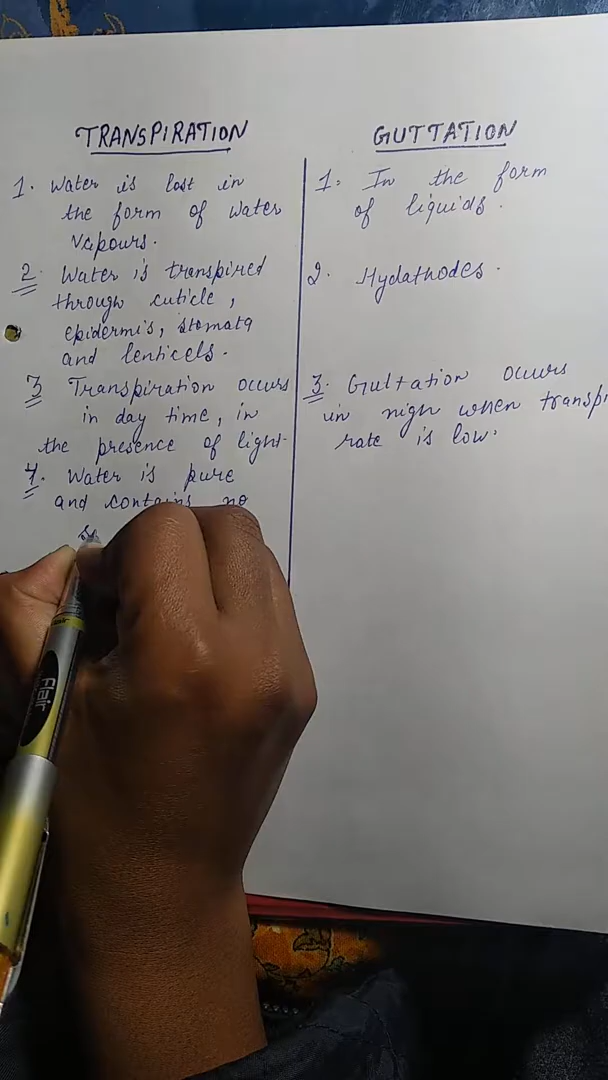 TRANSPIRATION
1. Water is lost in
the form of water
vapours.
2. Water is transpired
through cuticle,
epidermis, stomata
and lenticels.
3 Transpiration occurs
in day time, in
the presence of light.
4. Water is pure
and contains no
GUTTATION
1. In the form
of liquids.
2. Hydathodes.
3. Guttation occurs
in nigh when transpi
rate is low.
Flair